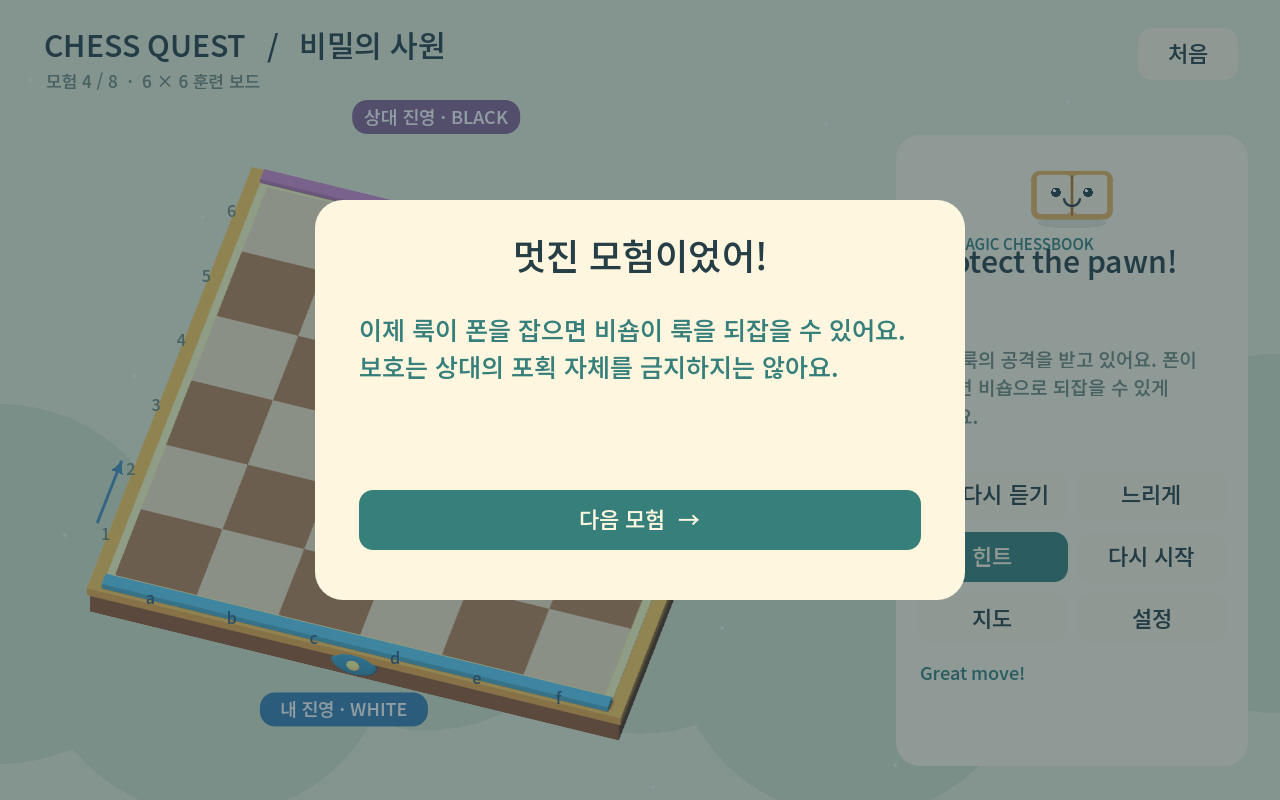 CHESS QUEST / 비밀의 사원
처음
모험 4 / 8 · 6 × 6 훈련 보드
상대 진영 · BLACK
6
5
4
3
2
1
a
b
c
d
e
f
내 진영 · WHITE
멋진 모험이었어!
이제 룩이 폰을 잡으면 비숍이 룩을 되잡을 수 있어요.
보호는 상대의 포획 자체를 금지하지는 않아요.
다음 모험 →
AGIC CHESSBOOK
otect the pawn!
룩의 공격을 받고 있어요. 폰이
면 비숍으로 되잡을 수 있게
요.
다시 듣기
느리게
힌트
다시 시작
지도
설정
Great move!